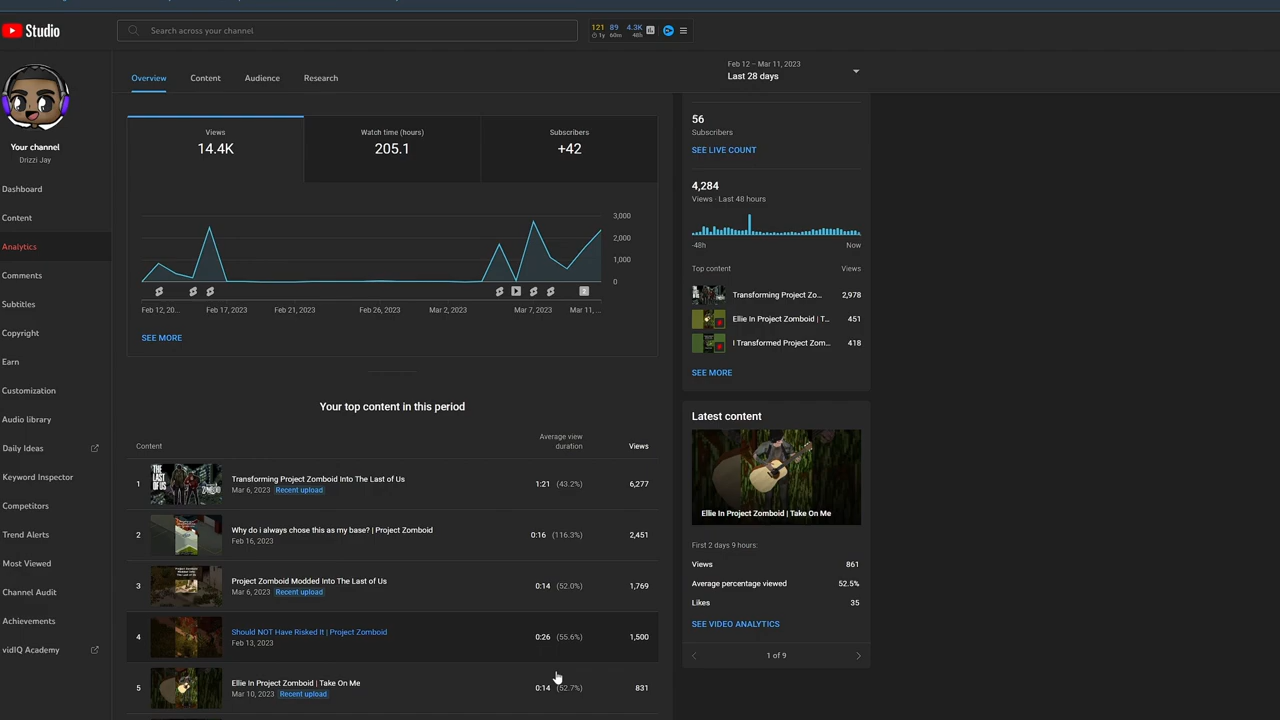 Studio
Search across your channel
121 89 4.3K
1y 60m 48h
Overview Content Audience Research
Feb 12 – Mar 11, 2023
Last 28 days
Your channel
Drizzi Jay
Dashboard
Content
Analytics
Comments
Subtitles
Copyright
Earn
Customization
Audio library
Daily Ideas
Keyword Inspector
Competitors
Trend Alerts
Most Viewed
Channel Audit
Achievements
vidIQ Academy
Views Watch time (hours) Subscribers
14.4K 205.1 +42
3,000
2,000
1,000
0
Feb 12, 20... Feb 17, 2023 Feb 21, 2023 Feb 26, 2023 Mar 2, 2023 Mar 7, 2023 Mar 11, ...
SEE MORE
Your top content in this period
Content Average view duration Views
1 Transforming Project Zomboid Into The Last of Us 1:21 (43.2%) 6,277
Mar 6, 2023 Recent upload
2 Why do i always chose this as my base? | Project Zomboid 0:16 (116.3%) 2,451
Feb 16, 2023
3 Project Zomboid Modded Into The Last of Us 0:14 (52.0%) 1,769
Mar 6, 2023 Recent upload
4 Should NOT Have Risked It | Project Zomboid 0:26 (55.6%) 1,500
Feb 13, 2023
5 Ellie In Project Zomboid | Take On Me 0:14 (52.7%) 831
Mar 10, 2023 Recent upload
56
Subscribers
SEE LIVE COUNT
4,284
Views · Last 48 hours
-48h Now
Top content Views
Transforming Project Zo... 2,978
Ellie In Project Zomboid | T... 451
I Transformed Project Zom... 418
SEE MORE
Latest content
Ellie In Project Zomboid | Take On Me
First 2 days 9 hours:
Views 861
Average percentage viewed 52.5%
Likes 35
SEE VIDEO ANALYTICS
1 of 9